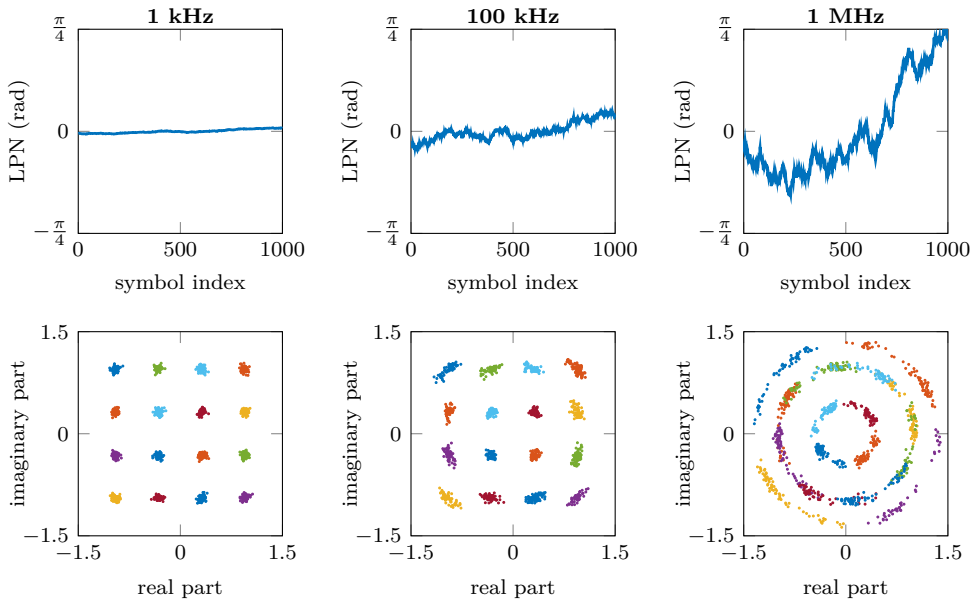 1 kHz
100 kHz
1 MHz
π/4
0
−π/4
LPN (rad)
0
500
1000
symbol index
π/4
0
−π/4
LPN (rad)
0
500
1000
symbol index
π/4
0
−π/4
LPN (rad)
0
500
1000
symbol index
1.5
0
−1.5
imaginary part
−1.5
0
1.5
real part
1.5
0
−1.5
imaginary part
−1.5
0
1.5
real part
1.5
0
−1.5
imaginary part
−1.5
0
1.5
real part